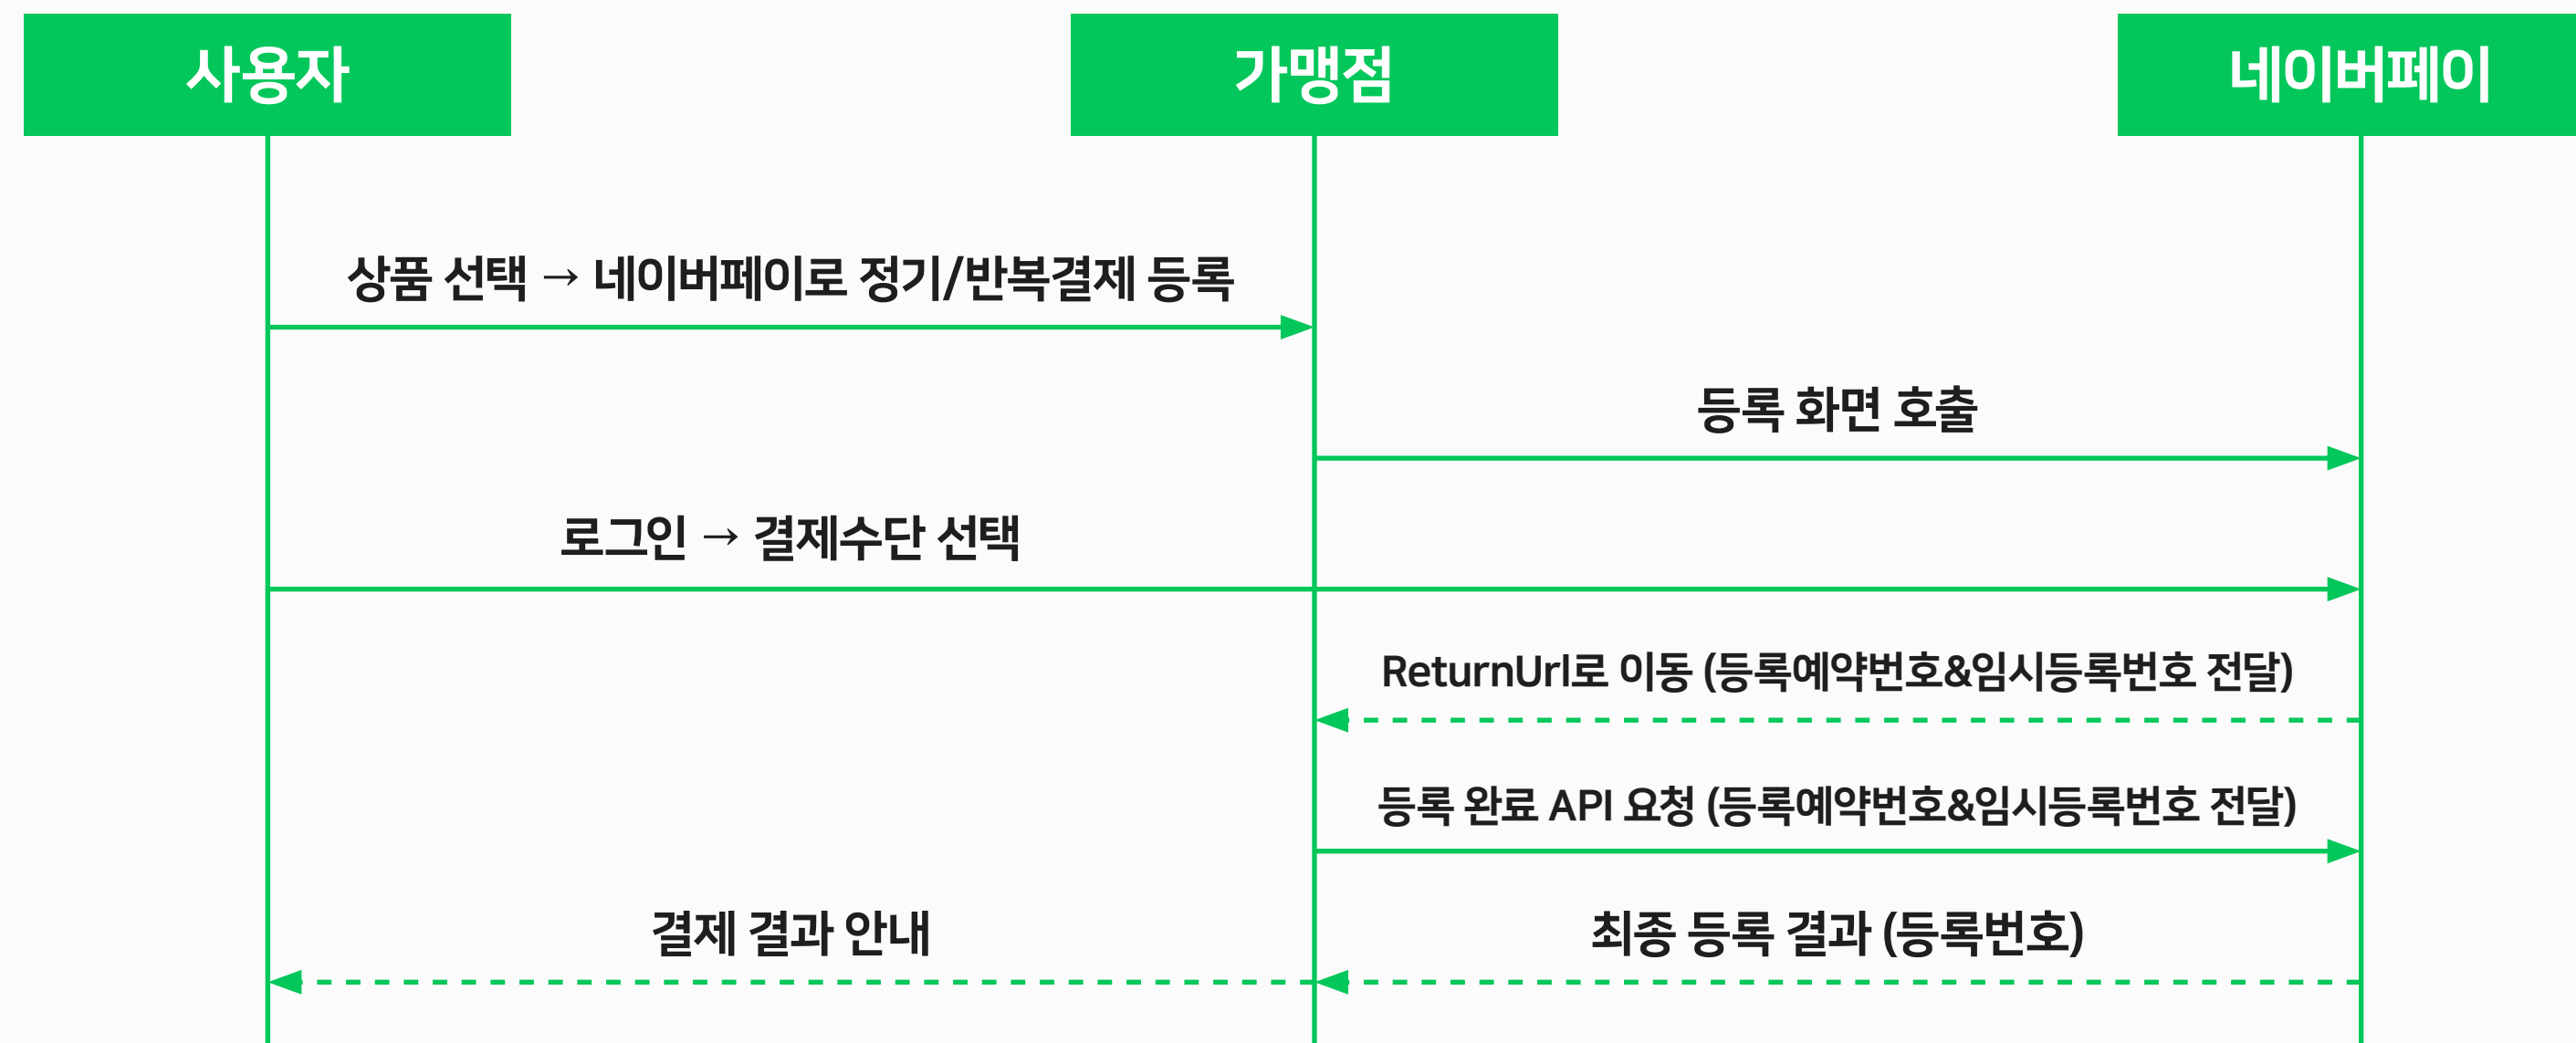 사용자
가맹점
네이버페이
상품 선택 → 네이버페이로 정기/반복결제 등록
등록 화면 호출
로그인 → 결제수단 선택
ReturnUrl로 이동 (등록예약번호&임시등록번호 전달)
등록 완료 API 요청 (등록예약번호&임시등록번호 전달)
결제 결과 안내
최종 등록 결과 (등록번호)